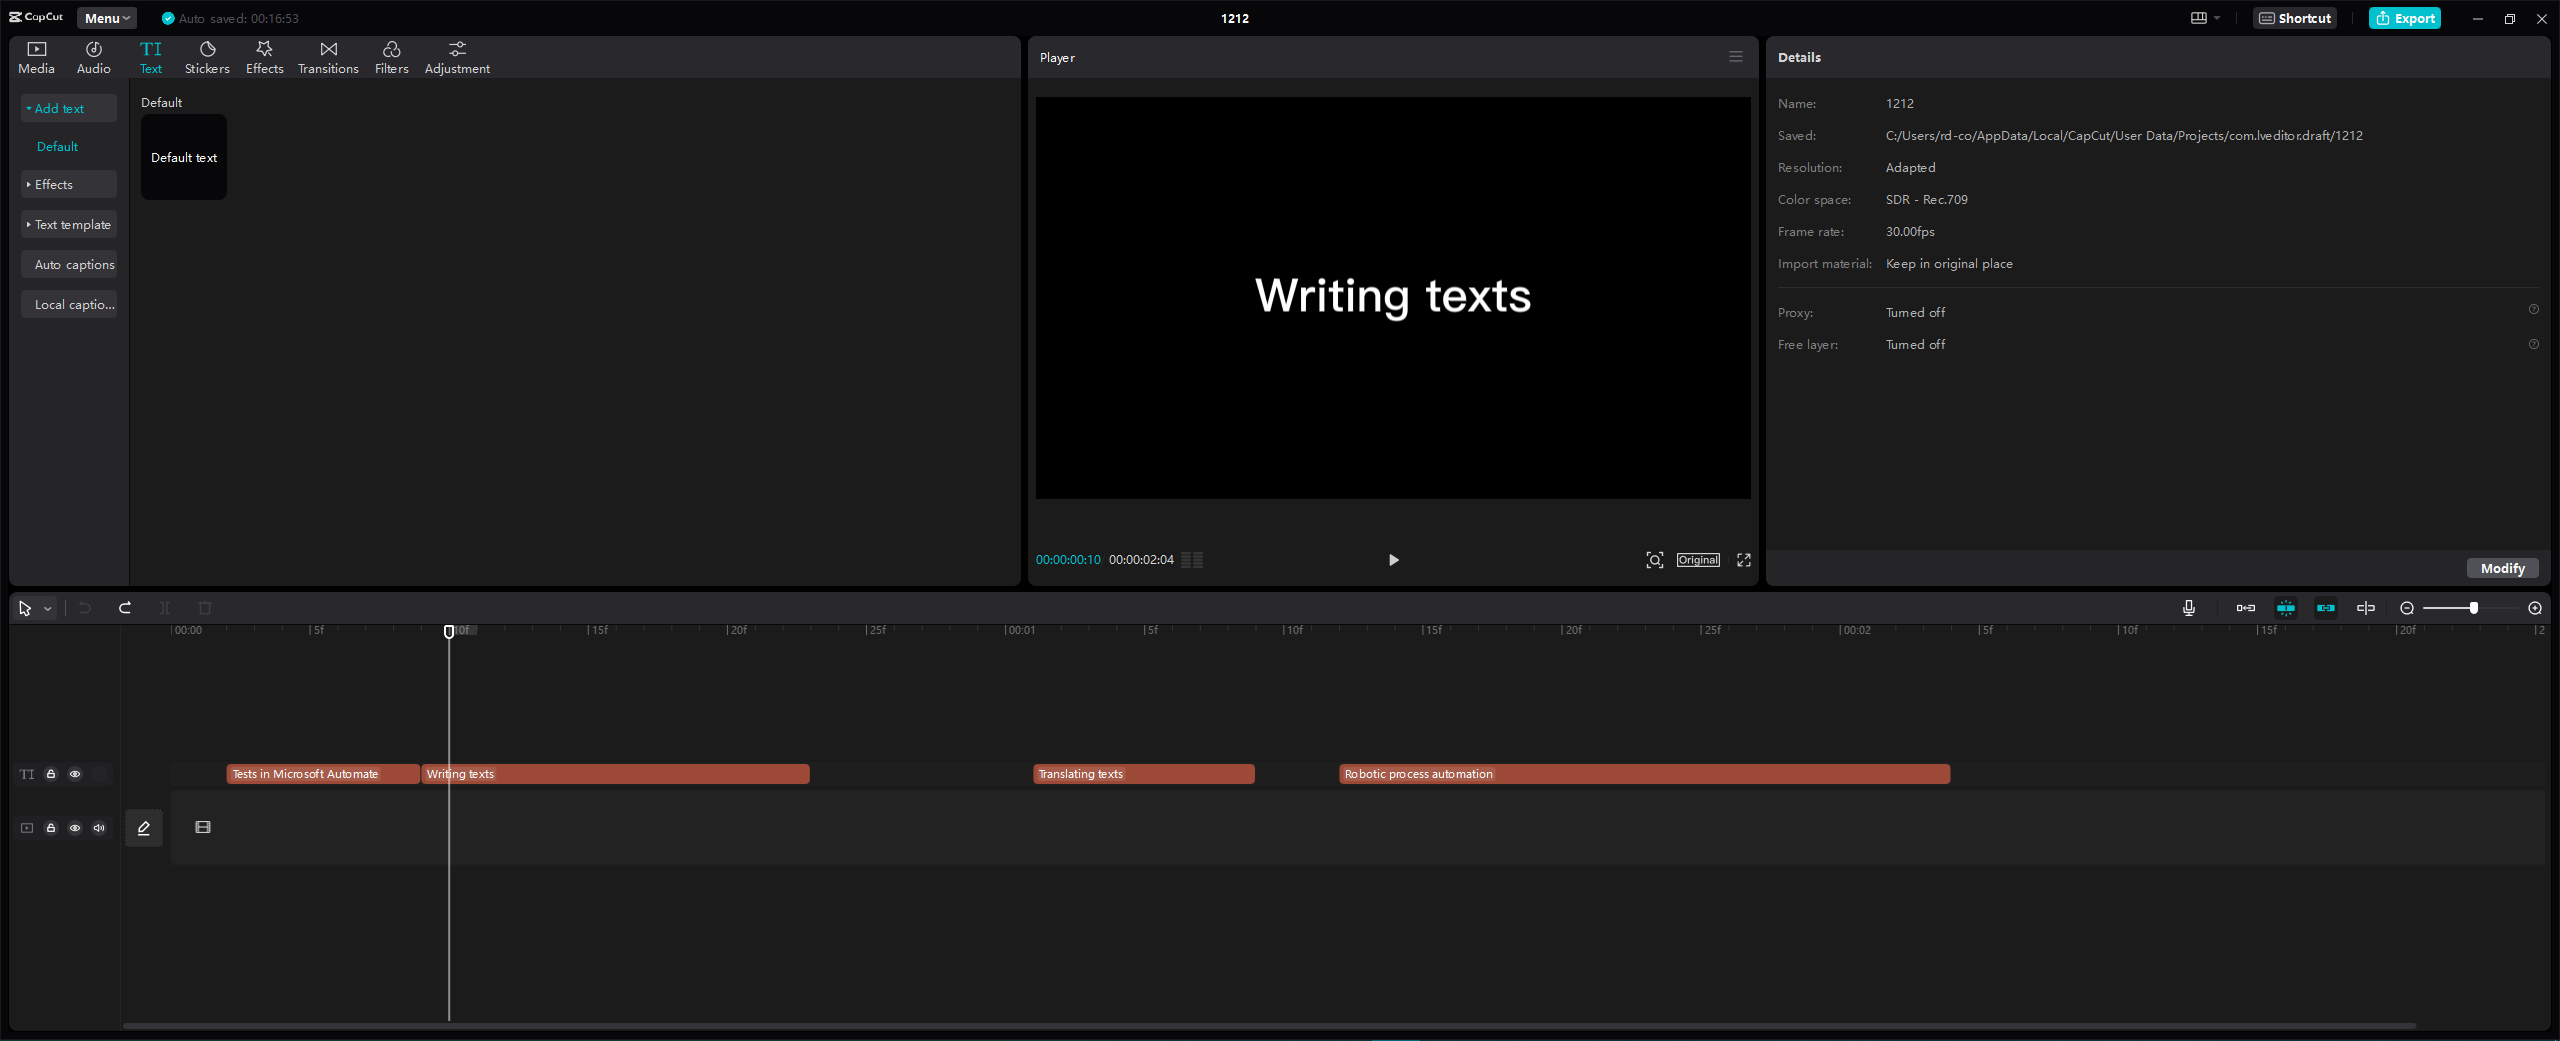 CapCut
Menu
Auto saved: 00:16:53
1212
Shortcut
Export
Media
Audio
Text
Stickers
Effects
Transitions
Filters
Adjustment
Add text
Default
Effects
Text template
Auto captions
Local captio...
Default
Default text
Player
Writing texts
00:00:00:10 00:00:02:04
Original
Details
Name: 1212
Saved: C:/Users/rd-co/AppData/Local/CapCut/User Data/Projects/com.lveditor.draft/1212
Resolution: Adapted
Color space: SDR - Rec.709
Frame rate: 30.00fps
Import material: Keep in original place
Proxy: Turned off
Free layer: Turned off
Modify
00:00 5f 10f 15f 20f 25f 00:01 5f 10f 15f 20f 25f 00:02 5f 10f 15f 20f 2
TI Tests in Microsoft Automate Writing texts Translating texts Robotic process automation